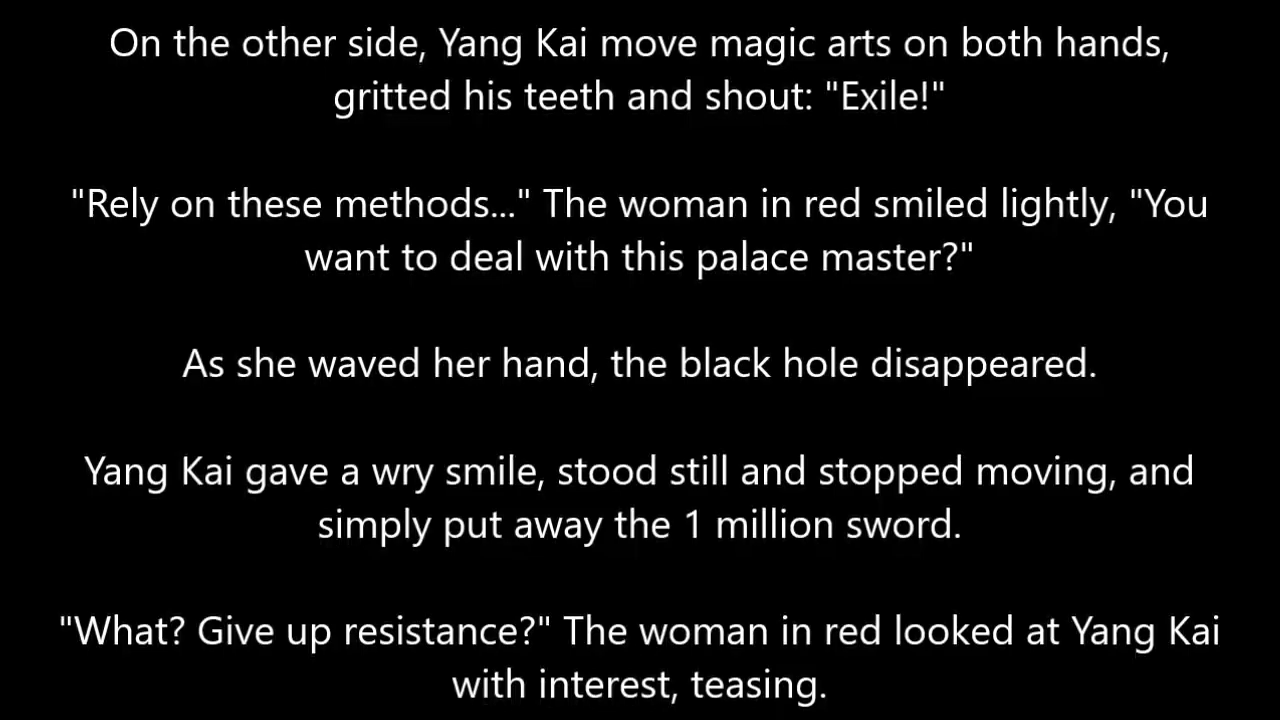 On the other side, Yang Kai move magic arts on both hands,
gritted his teeth and shout: "Exile!"
"Rely on these methods..." The woman in red smiled lightly, "You
want to deal with this palace master?"
As she waved her hand, the black hole disappeared.
Yang Kai gave a wry smile, stood still and stopped moving, and
simply put away the 1 million sword.
"What? Give up resistance?" The woman in red looked at Yang Kai
with interest, teasing.